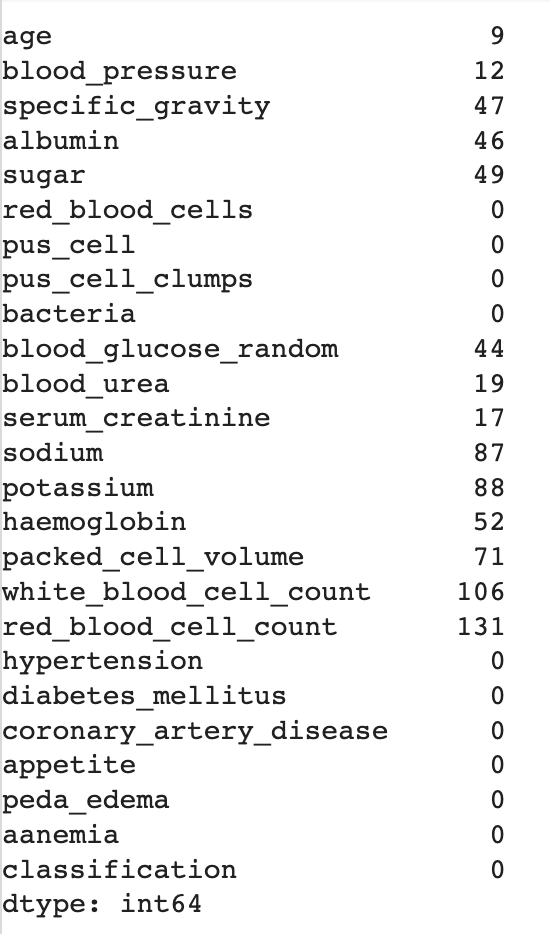 age 9
blood_pressure 12
specific_gravity 47
albumin 46
sugar 49
red_blood_cells 0
pus_cell 0
pus_cell_clumps 0
bacteria 0
blood_glucose_random 44
blood_urea 19
serum_creatinine 17
sodium 87
potassium 88
haemoglobin 52
packed_cell_volume 71
white_blood_cell_count 106
red_blood_cell_count 131
hypertension 0
diabetes_mellitus 0
coronary_artery_disease 0
appetite 0
peda_edema 0
aanemia 0
classification 0
dtype: int64